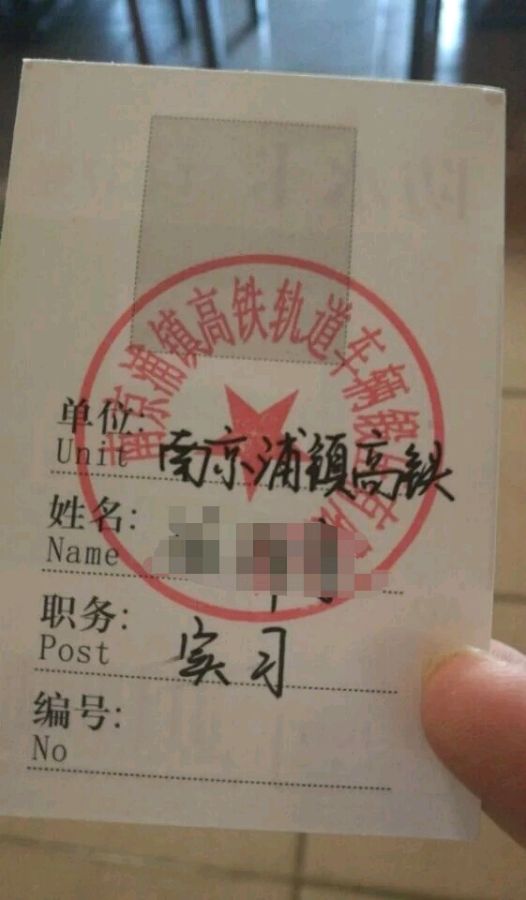 南京浦镇高铁轨道车辆
单位:
Unit 南京浦镇高铁
姓名:
Name
职务:
Post 实习
编号:
No